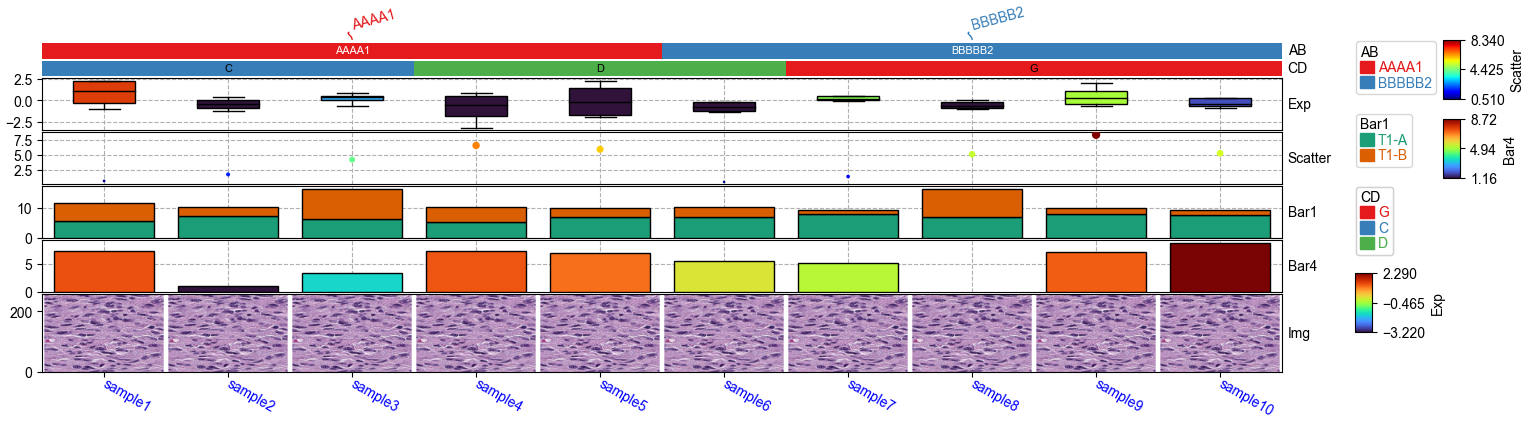 AAAA1
BBBBB2
AAAA1
BBBBB2
AB
C
D
G
CD
2.5
0.0
−2.5
Exp
7.5
5.0
2.5
Scatter
10
0
Bar1
5
0
Bar4
200
0
Img
sample1
sample2
sample3
sample4
sample5
sample6
sample7
sample8
sample9
sample10
AB
AAAA1
BBBBB2
Bar1
T1-A
T1-B
CD
G
C
D
2.290
−0.465
−3.220
Exp
8.340
4.425
0.510
Scatter
8.72
4.94
1.16
Bar4